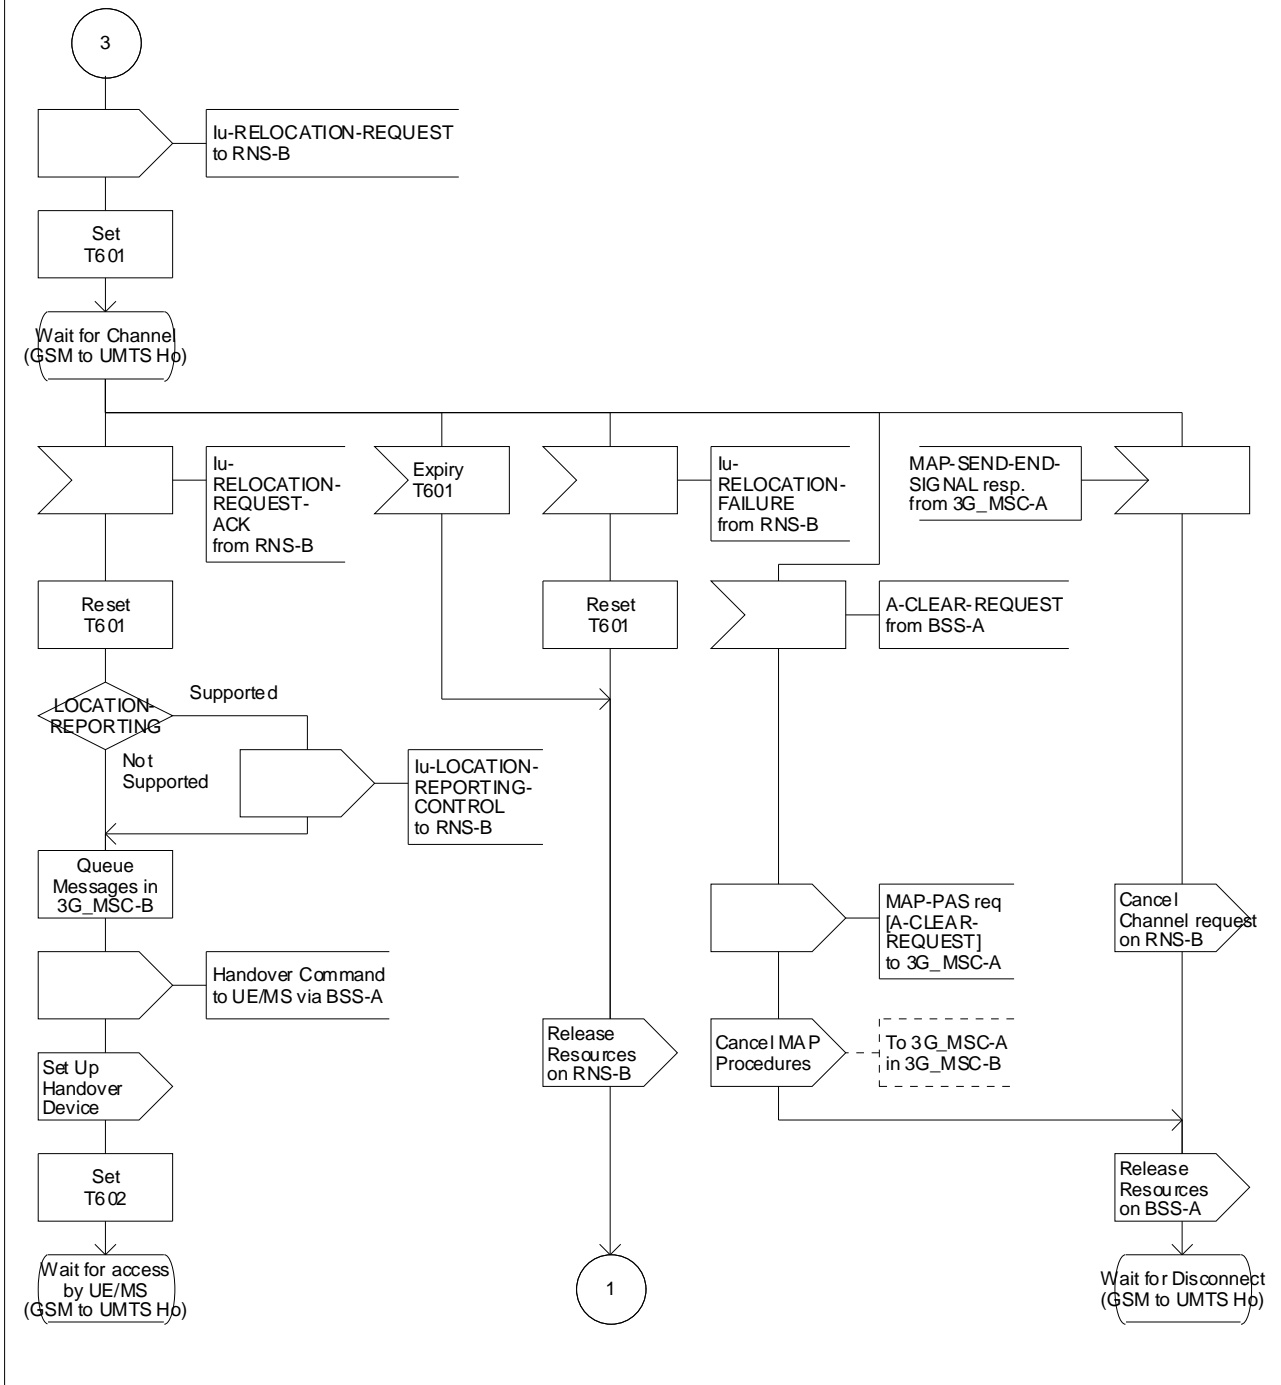 3
Iu-RELOCATION-REQUEST
to RNS-B
Set
T601
Wait for Channel
(GSM to UMTS Ho)
Iu-
RELOCATION-
REQUEST-
ACK
from RNS-B
Expiry
T601
Iu-
RELOCATION-
FAILURE
from RNS-B
MAP-SEND-END-
SIGNAL resp.
from 3G_MSC-A
Reset
T601
Reset
T601
A-CLEAR-REQUEST
from BSS-A
LOCATION-
REPORTING
Supported
Not
Supported
Iu-LOCATION-
REPORTING-
CONTROL
to RNS-B
Queue
Messages in
3G_MSC-B
MAP-PAS req
[A-CLEAR-
REQUEST]
to 3G_MSC-A
Cancel
Channel request
on RNS-B
Handover Command
to UE/MS via BSS-A
Release
Resources
on RNS-B
Cancel MAP
Procedures
To 3G_MSC-A
in 3G_MSC-B
Set Up
Handover
Device
Set
T602
Release
Resources
on BSS-A
Wait for access
by UE/MS
(GSM to UMTS Ho)
1
Wait for Disconnect
(GSM to UMTS Ho)